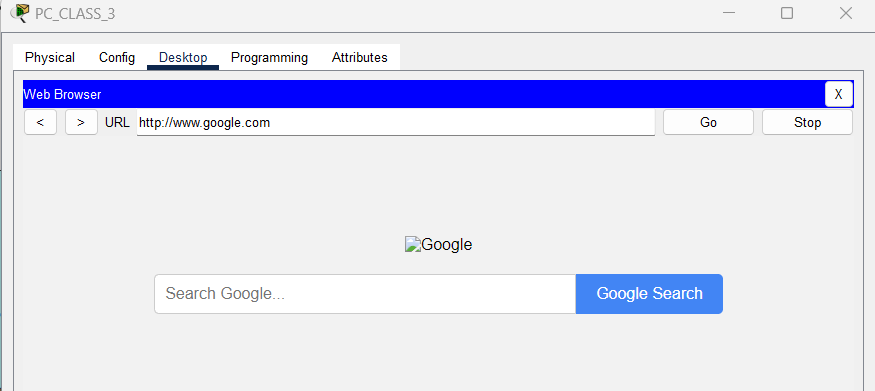 PC_CLASS_3
Physical Config Desktop Programming Attributes
Web Browser X
< > URL http://www.google.com Go Stop
Google
Search Google... Google Search